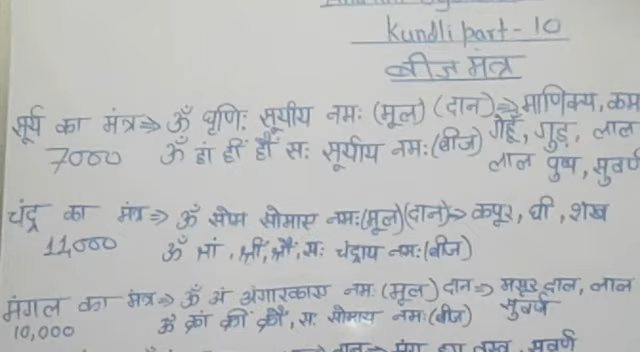 Kundli part - 10
बीज मंत्र
सूर्य का मंत्र⇒ ॐ घृणिः सूर्याय नमः (मूल) (दान)⇒ माणिक्य, कम
7000 ॐ ह्रां ह्रीं ह्रौं सः सूर्याय नमः (बीज) गेहूँ, गुड़, लाल
लाल पुष्प, सुवर्ण
चंद्र का मंत्र⇒ ॐ सोम सोमाय नमः(मूल)(दान)⇒ कपूर, घी, शंख
11,000 ॐ श्रां, श्रीं, श्रौं, सः चंद्राय नमः (बीज)
मंगल का मंत्र⇒ ॐ अं अंगारकाय नमः (मूल) दान⇒ मसूर दाल, लाल
10,000 ॐ क्रां क्रीं क्रौं, सः सोमाय नमः (बीज) सुवर्ण